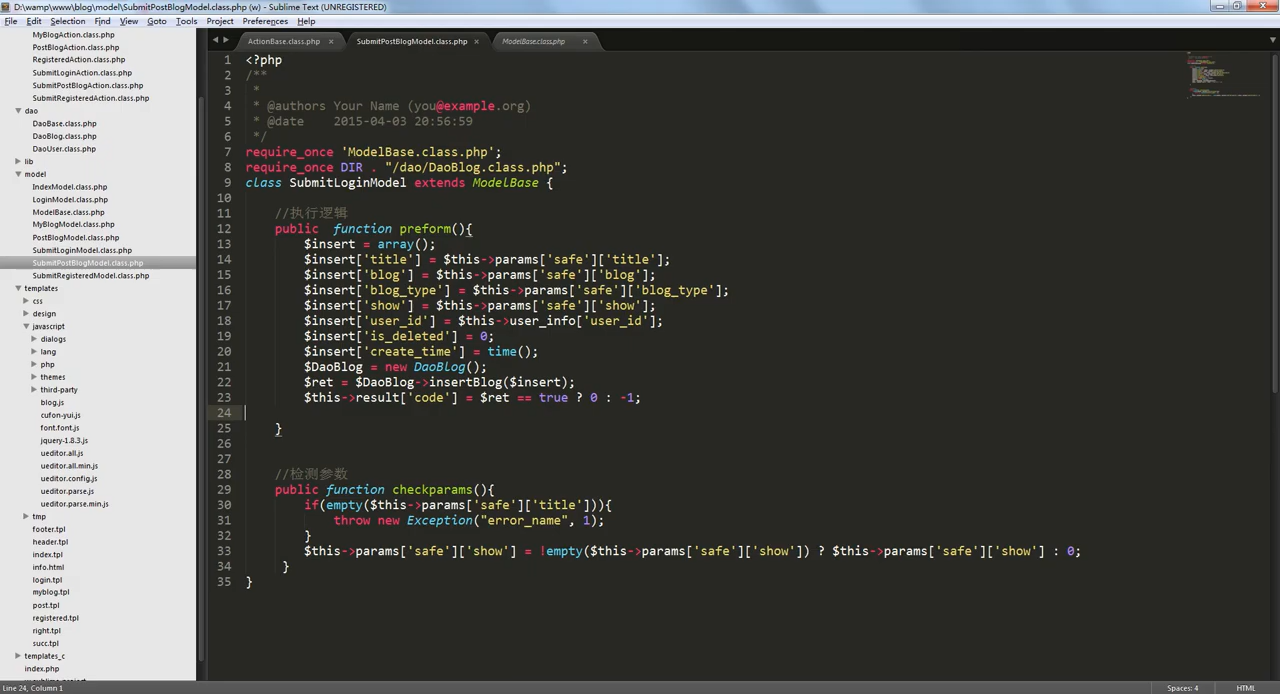 D:\wamp\www\blog\model\SubmitPostBlogModel.class.php (w) - Sublime Text (UNREGISTERED)
File Edit Selection Find View Goto Tools Project Preferences Help
MyBlogAction.class.php
PostBlogAction.class.php
RegisteredAction.class.php
SubmitLoginAction.class.php
SubmitPostBlogAction.class.php
SubmitRegisteredAction.class.php
dao
DaoBase.class.php
DaoBlog.class.php
DaoUser.class.php
lib
model
IndexModel.class.php
LoginModel.class.php
ModelBase.class.php
MyBlogModel.class.php
PostBlogModel.class.php
SubmitLoginModel.class.php
SubmitPostBlogModel.class.php
SubmitRegisteredModel.class.php
templates
css
design
javascript
dialogs
lang
php
themes
third-party
blog.js
cufon-yui.js
font.font.js
jquery-1.8.3.js
ueditor.all.js
ueditor.all.min.js
ueditor.config.js
ueditor.parse.js
ueditor.parse.min.js
tmp
footer.tpl
header.tpl
index.tpl
info.html
login.tpl
myblog.tpl
post.tpl
registered.tpl
right.tpl
succ.tpl
templates_c
index.php
ActionBase.class.php × SubmitPostBlogModel.class.php × ModelBase.class.php ×
1 <?php
2 /**
3 *
4 * @authors Your Name (you@example.org)
5 * @date 2015-04-03 20:56:59
6 */
7 require_once 'ModelBase.class.php';
8 require_once DIR . "/dao/DaoBlog.class.php";
9 class SubmitLoginModel extends ModelBase {
10
11 //执行逻辑
12 public function preform(){
13 $insert = array();
14 $insert['title'] = $this->params['safe']['title'];
15 $insert['blog'] = $this->params['safe']['blog'];
16 $insert['blog_type'] = $this->params['safe']['blog_type'];
17 $insert['show'] = $this->params['safe']['show'];
18 $insert['user_id'] = $this->user_info['user_id'];
19 $insert['is_deleted'] = 0;
20 $insert['create_time'] = time();
21 $DaoBlog = new DaoBlog();
22 $ret = $DaoBlog->insertBlog($insert);
23 $this->result['code'] = $ret == true ? 0 : -1;
24
25 }
26
27
28 //检测参数
29 public function checkparams(){
30 if(empty($this->params['safe']['title'])){
31 throw new Exception("error_name", 1);
32 }
33 $this->params['safe']['show'] = !empty($this->params['safe']['show']) ? $this->params['safe']['show'] : 0;
34 }
35 }
Line 24, Column 1 Spaces: 4 HTML